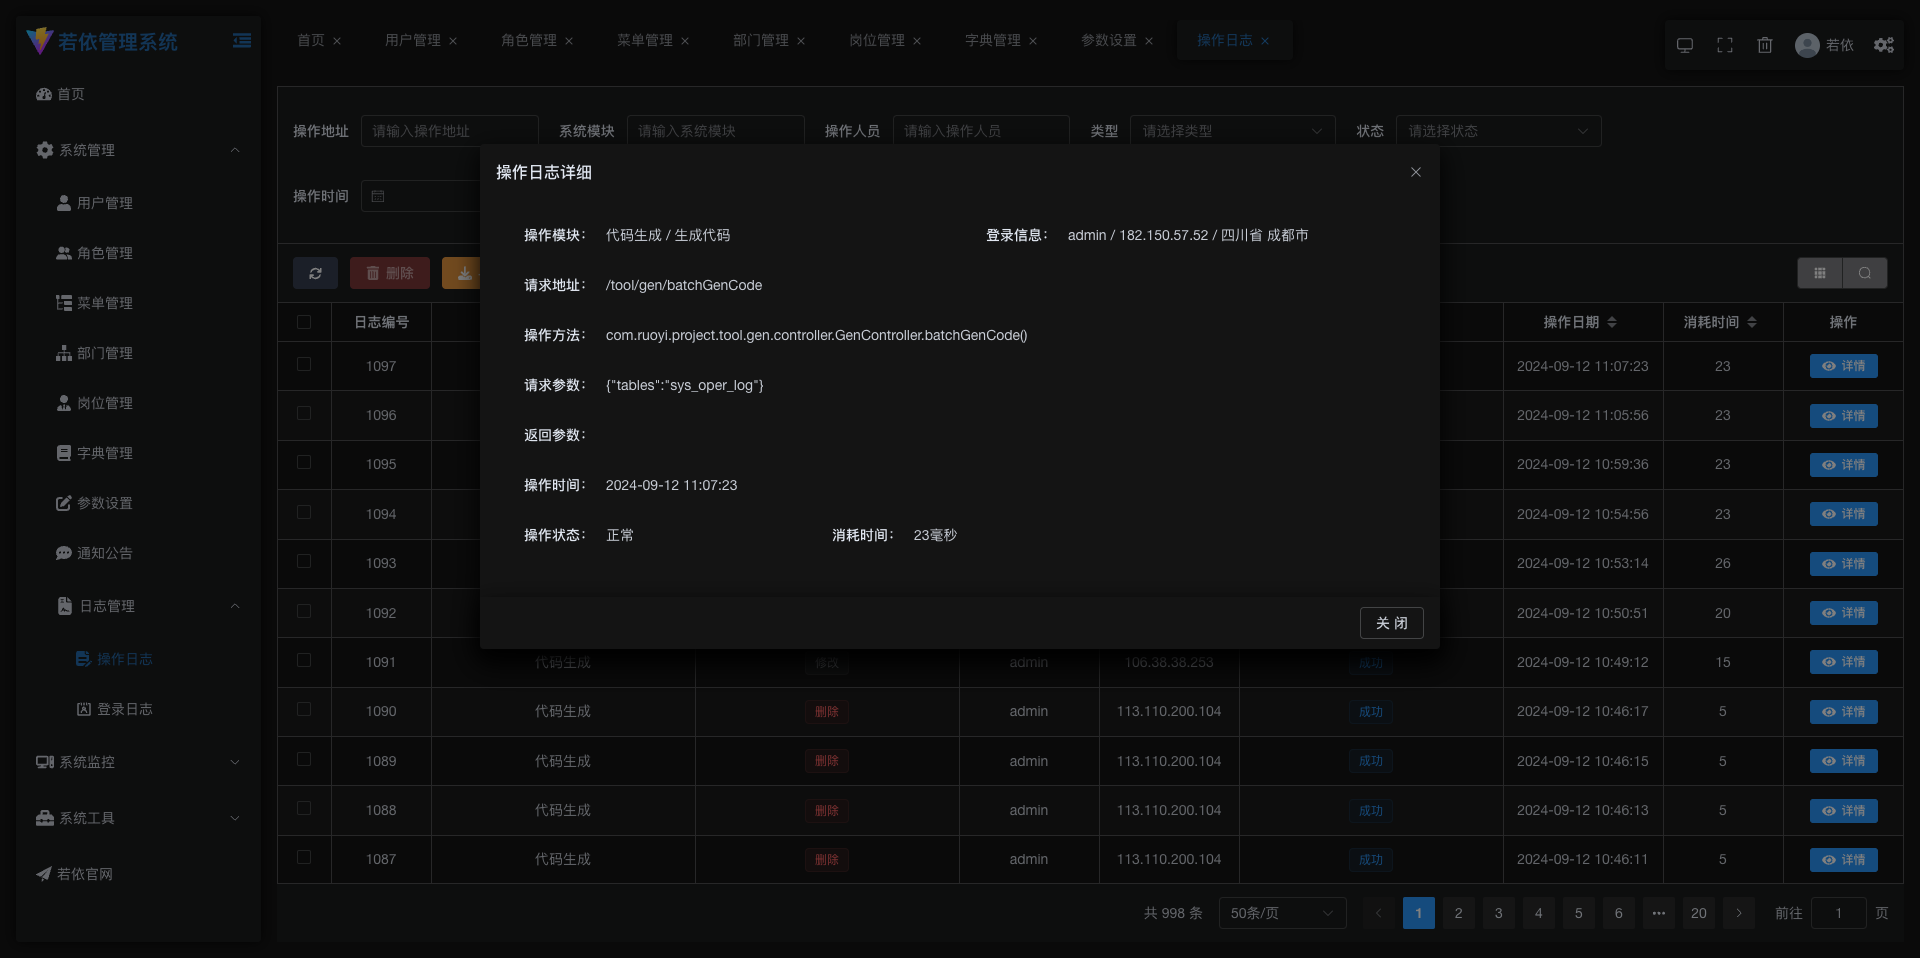 若依管理系统
首页
用户管理
角色管理
菜单管理
部门管理
岗位管理
字典管理
参数设置
操作日志
若依
首页
系统管理
用户管理
角色管理
菜单管理
部门管理
岗位管理
字典管理
参数设置
通知公告
日志管理
操作日志
登录日志
系统监控
系统工具
若依官网
操作地址 请输入操作地址
系统模块 请输入系统模块
操作人员 请输入操作人员
类型 请选择类型
状态 请选择状态
操作时间
删除
操作日志详细
操作模块： 代码生成 / 生成代码
登录信息： admin / 182.150.57.52 / 四川省 成都市
请求地址： /tool/gen/batchGenCode
操作方法： com.ruoyi.project.tool.gen.controller.GenController.batchGenCode()
请求参数： {"tables":"sys_oper_log"}
返回参数：
操作时间： 2024-09-12 11:07:23
操作状态： 正常
消耗时间： 23毫秒
关 闭
日志编号 操作日期 消耗时间 操作
1097 2024-09-12 11:07:23 23 详情
1096 2024-09-12 11:05:56 23 详情
1095 2024-09-12 10:59:36 23 详情
1094 2024-09-12 10:54:56 23 详情
1093 2024-09-12 10:53:14 26 详情
1092 2024-09-12 10:50:51 20 详情
1091 代码生成 修改 admin 106.38.38.253 成功 2024-09-12 10:49:12 15 详情
1090 代码生成 删除 admin 113.110.200.104 成功 2024-09-12 10:46:17 5 详情
1089 代码生成 删除 admin 113.110.200.104 成功 2024-09-12 10:46:15 5 详情
1088 代码生成 删除 admin 113.110.200.104 成功 2024-09-12 10:46:13 5 详情
1087 代码生成 删除 admin 113.110.200.104 成功 2024-09-12 10:46:11 5 详情
共 998 条 50条/页 1 2 3 4 5 6 ••• 20 前往 1 页